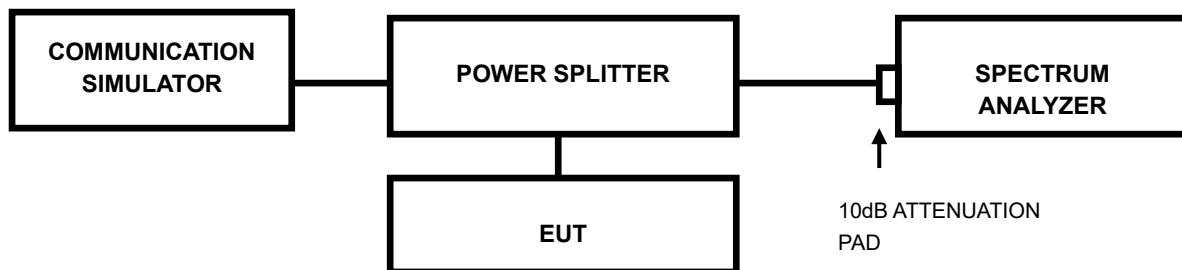 COMMUNICATION
SIMULATOR
POWER SPLITTER
SPECTRUM
ANALYZER
EUT
10dB ATTENUATION
PAD